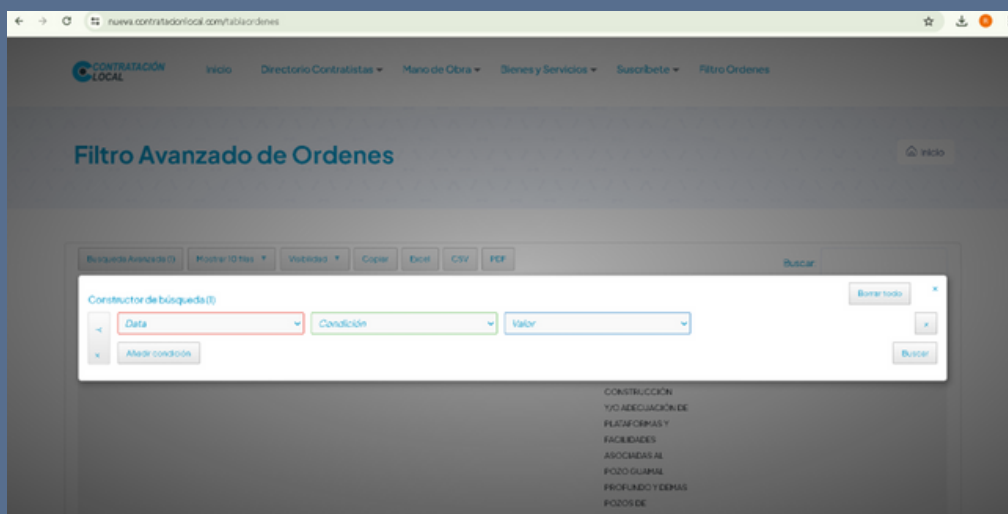 nueva.contratacionlocal.com/tablaordenes
CONTRATACIÓN
LOCAL
Inicio Directorio Contratistas Mano de Obra Bienes y Servicios Suscríbete Filtro Ordenes
Filtro Avanzado de Ordenes
Inicio
Busqueda Avanzada (1) Mostrar 10 filas Visibilidad Copiar Excel CSV PDF
Buscar:
Constructor de búsqueda (1)
Borrar todo
×
Data Condición Valor
Añadir condición
Buscar
CONSTRUCCIÓN
Y/O ADECUACIÓN DE
PLATAFORMAS Y
FACILIDADES
ASOCIADAS AL
POZO GUAMAL
PROFUNDO Y DEMAS
POZOS DE